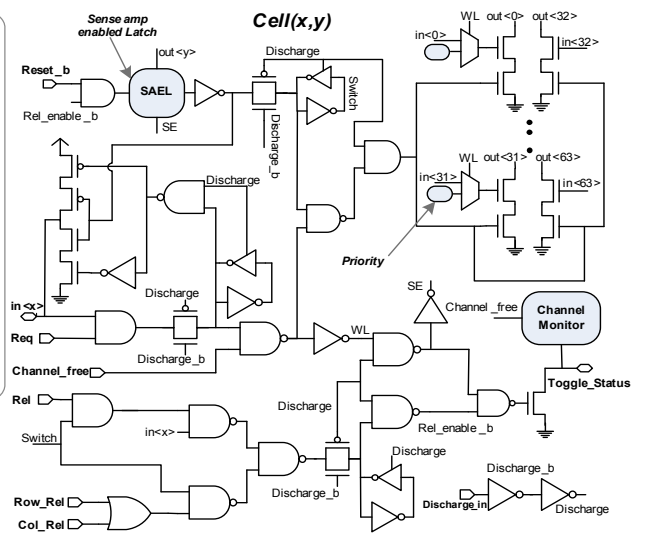 Sense amp
enabled Latch
Cell(x,y)
out<y>
Discharge
WL
out<0>
out<32>
in<0>
in<32>
Reset_b
SAEL
Switch
Rel_enable_b
SE
Discharge_b
WL
out<31>
out<63>
in<31>
in<63>
Discharge
Priority
in<x>
Discharge
SE
Channel_free
Channel
Monitor
Req
WL
Discharge_b
Channel_free
Toggle_Status
Rel
Discharge
Switch
in<x>
Rel_enable_b
Discharge
Discharge_b
Discharge_b
Row_Rel
Col_Rel
Discharge_in
Discharge